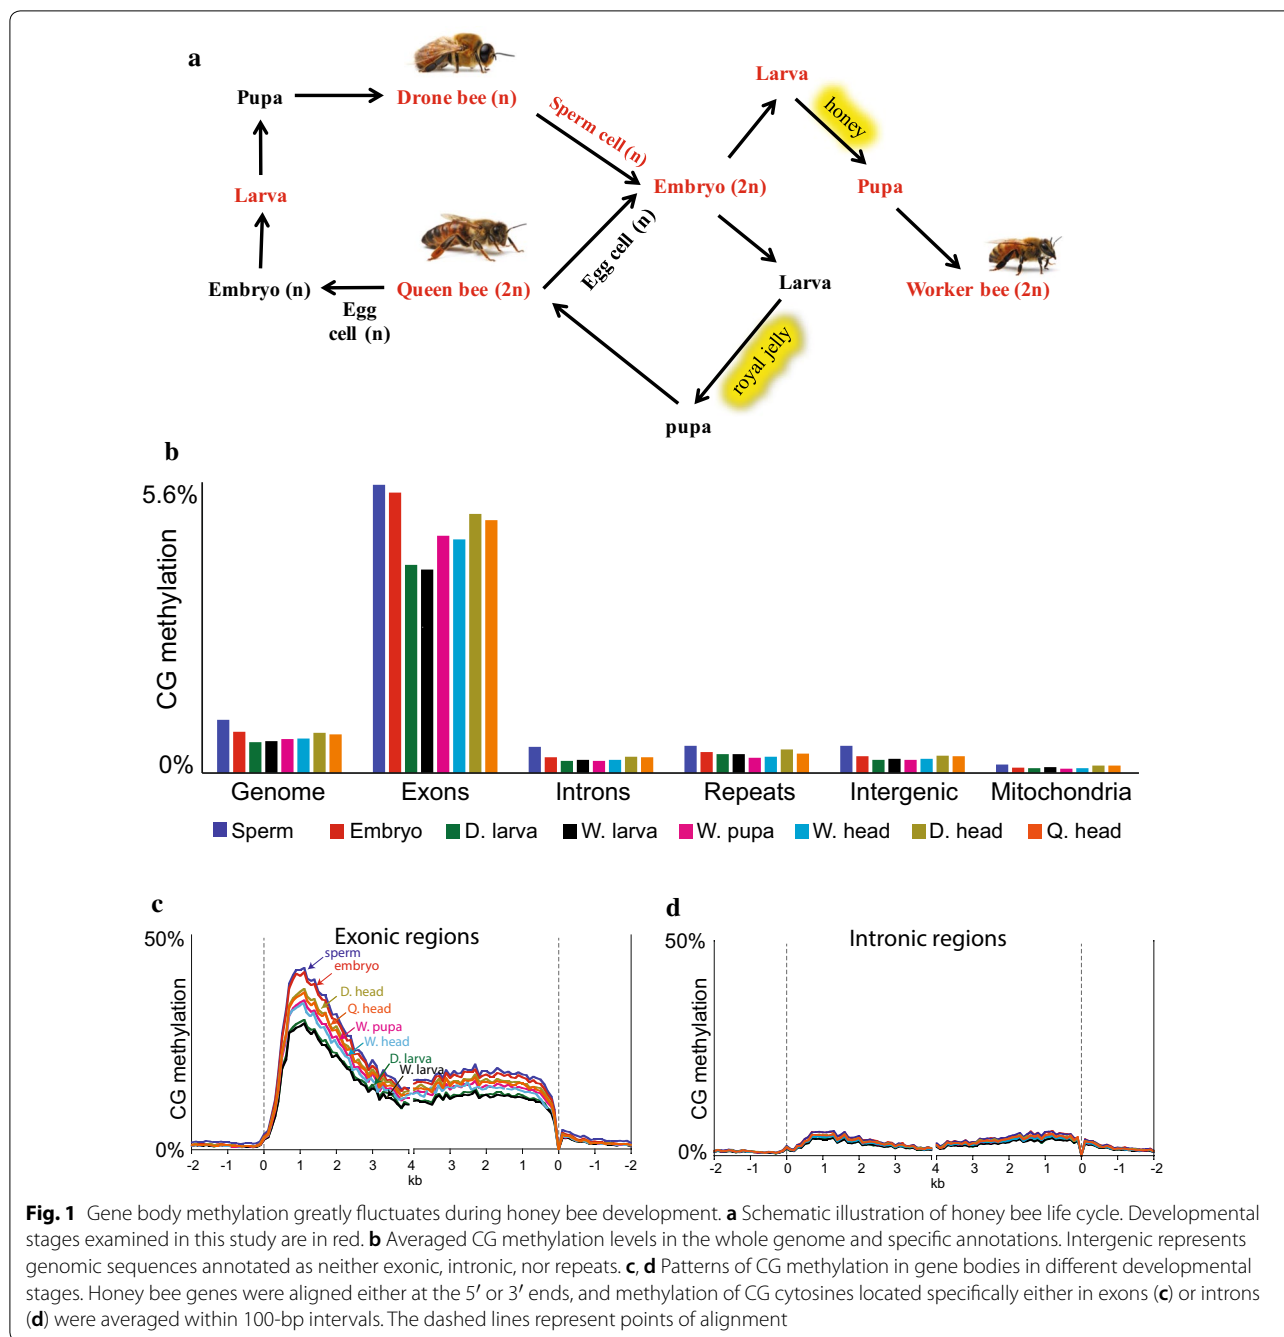 a
Larva
Pupa
Drone bee (n)
honey
Sperm cell (n)
Larva
Embryo (2n)
Pupa
Egg cell (n)
Embryo (n)
Queen bee (2n)
Larva
Worker bee (2n)
Egg
cell (n)
royal jelly
pupa
b
5.6%
CG methylation
0%
Genome Exons Introns Repeats Intergenic Mitochondria
Sperm Embryo D. larva W. larva W. pupa W. head D. head Q. head
c
50%
Exonic regions
sperm
embryo
D. head
Q. head
W. pupa
W. head
D. larva
W. larva
CG methylation
0%
-2 -1 0 1 2 3 4 3 2 1 0 -1 -2
kb
d
50%
Intronic regions
CG methylation
0%
-2 -1 0 1 2 3 4 3 2 1 0 -1 -2
kb
Fig. 1 Gene body methylation greatly fluctuates during honey bee development. a Schematic illustration of honey bee life cycle. Developmental
stages examined in this study are in red. b Averaged CG methylation levels in the whole genome and specific annotations. Intergenic represents
genomic sequences annotated as neither exonic, intronic, nor repeats. c, d Patterns of CG methylation in gene bodies in different developmental
stages. Honey bee genes were aligned either at the 5′ or 3′ ends, and methylation of CG cytosines located specifically either in exons (c) or introns
(d) were averaged within 100-bp intervals. The dashed lines represent points of alignment